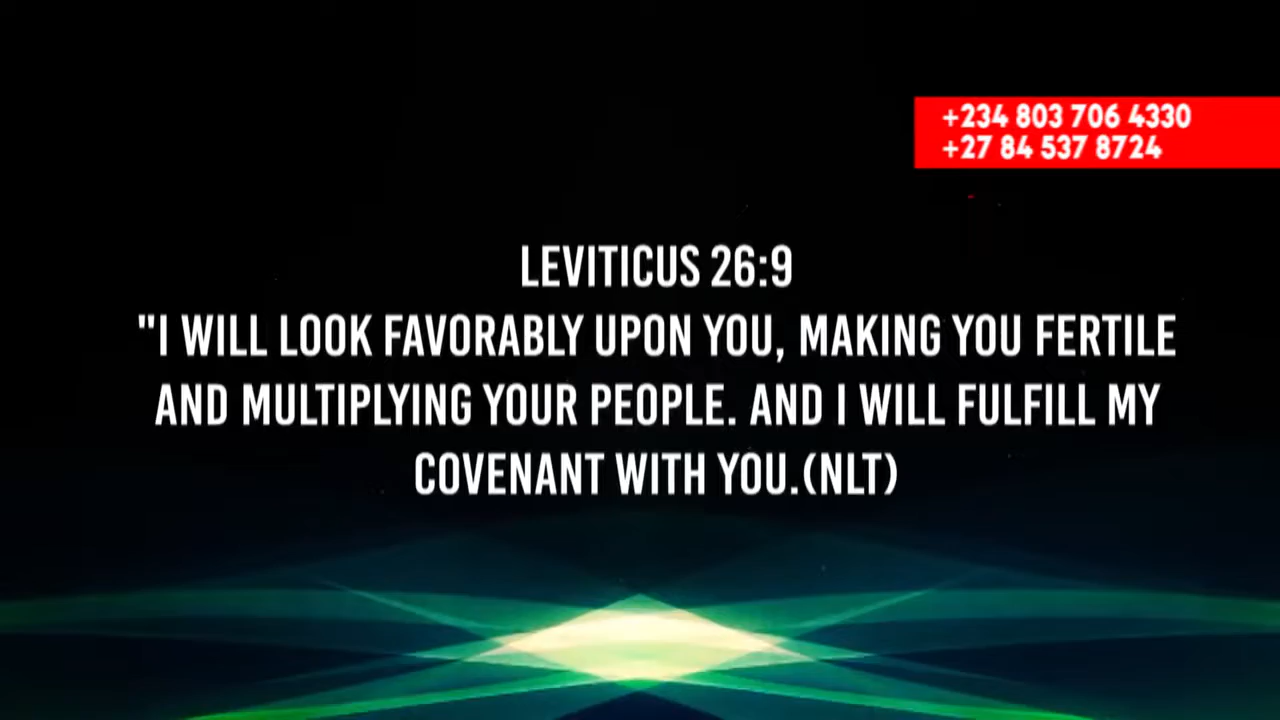 +234 803 706 4330
+27 84 537 8724
LEVITICUS 26:9
"I WILL LOOK FAVORABLY UPON YOU, MAKING YOU FERTILE
AND MULTIPLYING YOUR PEOPLE. AND I WILL FULFILL MY
COVENANT WITH YOU.(NLT)